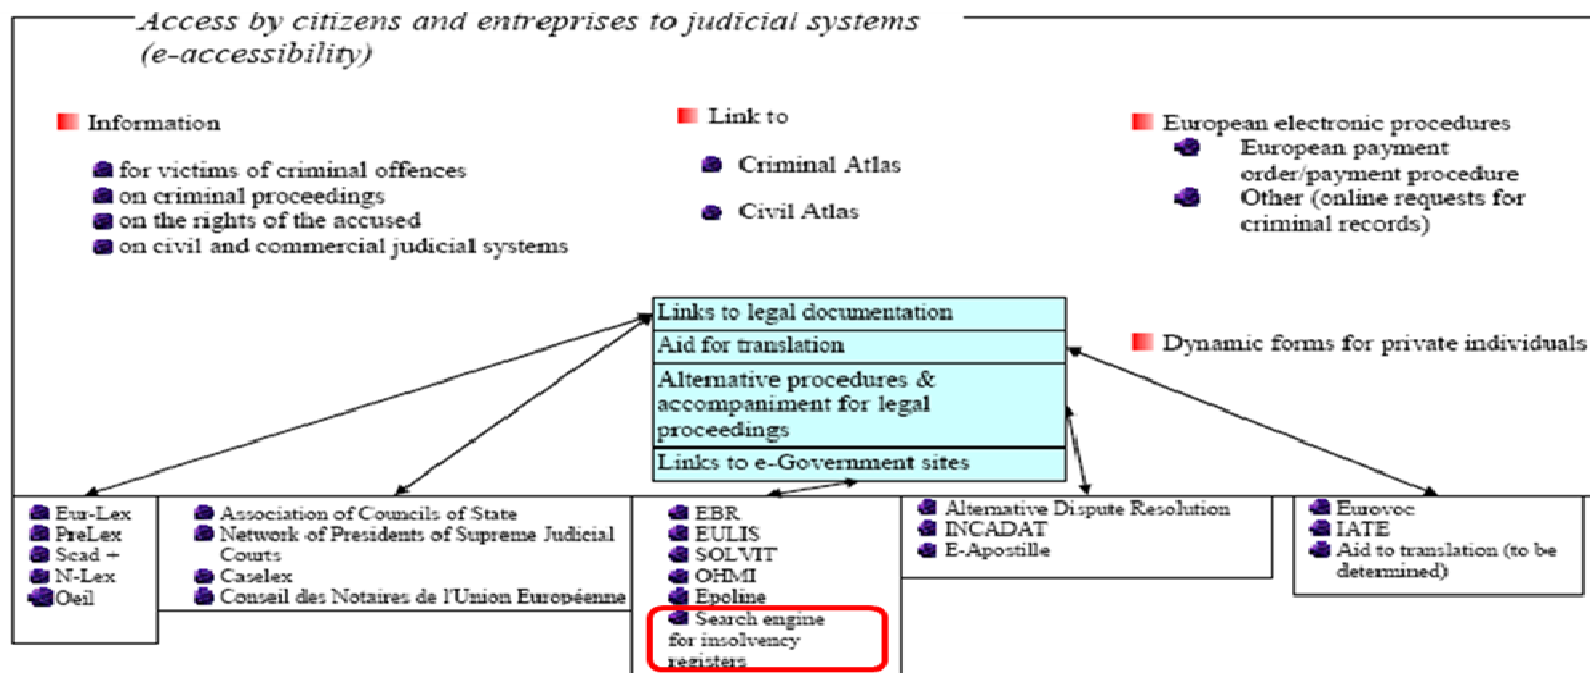 Access by citizens and entreprises to judicial systems
(e-accessibility)
Information
for victims of criminal offences
on criminal proceedings
on the rights of the accused
on civil and commercial judicial systems
Link to
Criminal Atlas
Civil Atlas
European electronic procedures
European payment
order/payment procedure
Other (online requests for
criminal records)
Dynamic forms for private individuals
Links to legal documentation
Aid for translation
Alternative procedures &
accompaniment for legal
proceedings
Links to e-Government sites
Eur-Lex
PreLex
Scad +
N-Lex
Oeil
Association of Councils of State
Network of Presidents of Supreme Judicial
Courts
Caselex
Conseil des Notaires de l'Union Européenne
EBR
EULIS
SOLVIT
OHMI
Epoline
Search engine
for insolvency
registers
Alternative Dispute Resolution
INCADAT
E-Apostille
Eurovoc
IATE
Aid to translation (to be
determined)